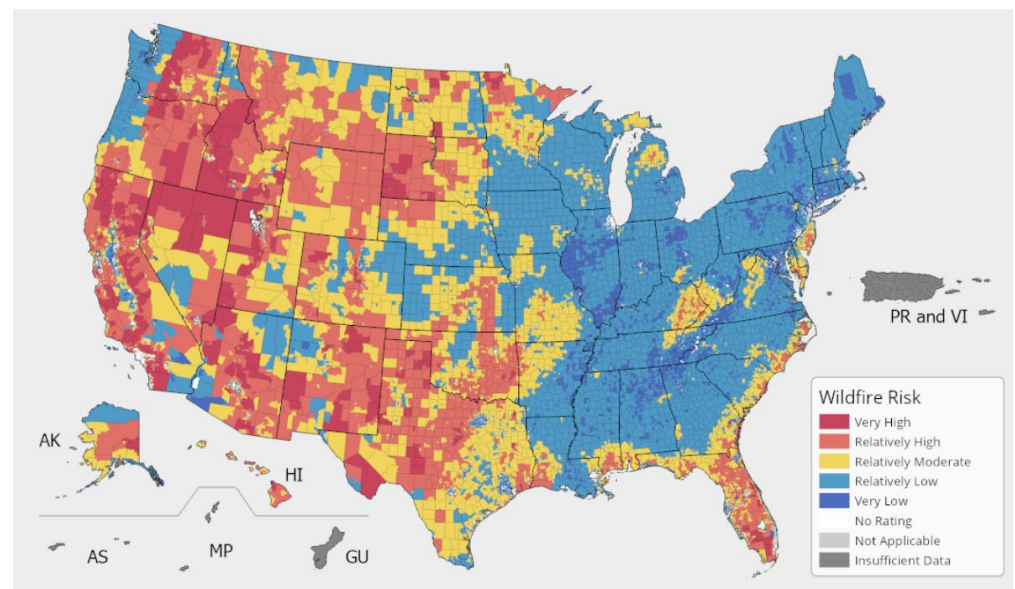 PR and VI
AK
HI
AS
MP
GU
Wildfire Risk
Very High
Relatively High
Relatively Moderate
Relatively Low
Very Low
No Rating
Not Applicable
Insufficient Data